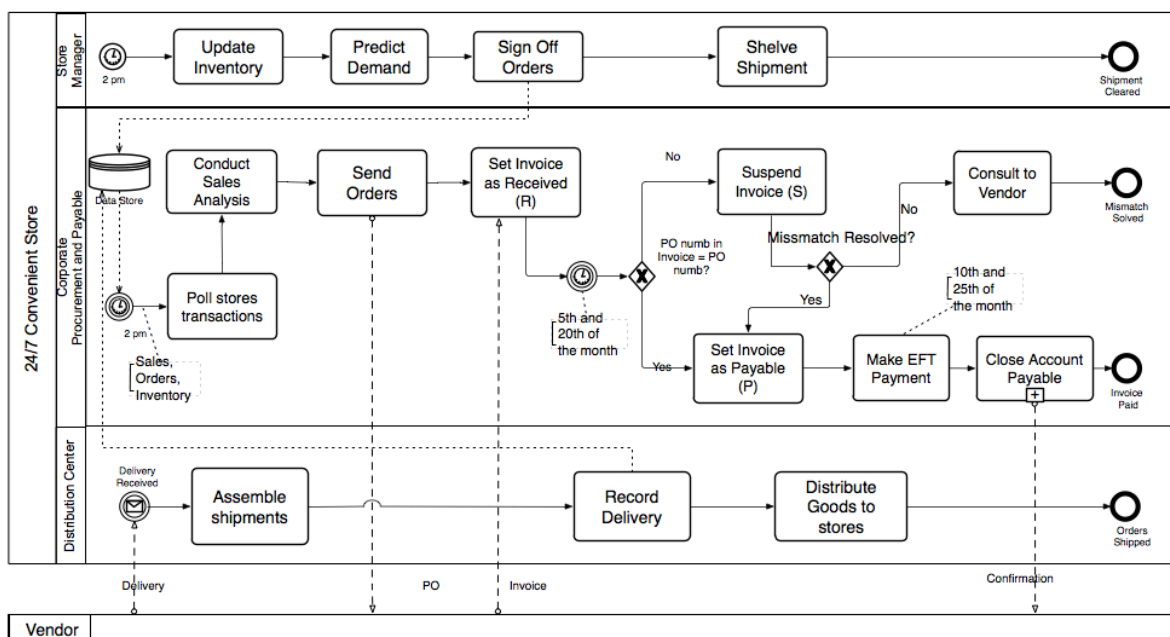 24/7 Convenient Store
Store
Manager
2 pm
Update
Inventory
Predict
Demand
Sign Off
Orders
Shelve
Shipment
Shipment
Cleared
Corporate
Procurement and Payable
Data Store
Conduct
Sales
Analysis
Send
Orders
Set Invoice
as Received
(R)
No
Suspend
Invoice (S)
Consult to
Vendor
Mismatch
Solved
No
Missmatch Resolved?
PO numb in
Invoice = PO
numb?
2 pm
Poll stores
transactions
Sales,
Orders,
Inventory
5th and
20th of
the month
Yes
Yes
Set Invoice
as Payable
(P)
10th and
25th of
the month
Make EFT
Payment
Close Account
Payable
Invoice
Paid
Distribution Center
Delivery
Received
Assemble
shipments
Record
Delivery
Distribute
Goods to
stores
Orders
Shipped
Delivery
PO
Invoice
Confirmation
Vendor